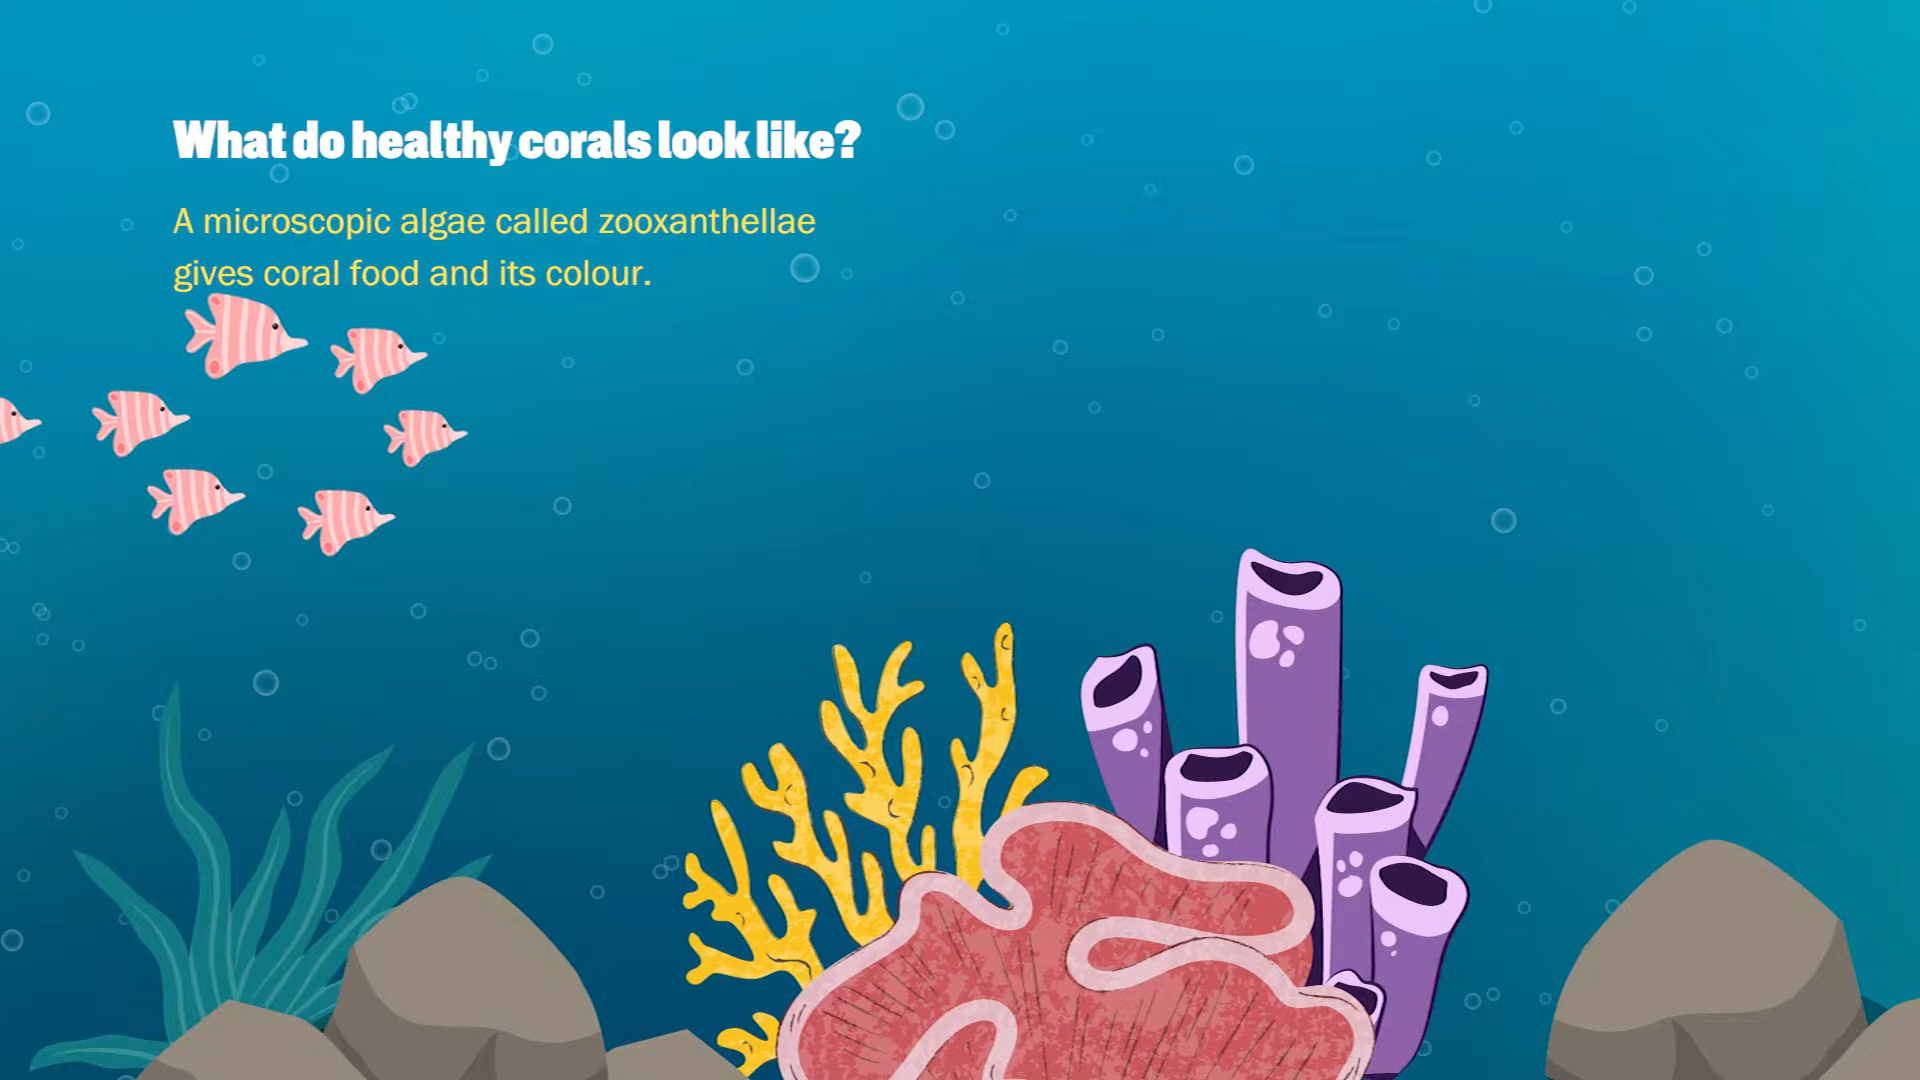 What do healthy corals look like?
A microscopic algae called zooxanthellae
gives coral food and its colour.